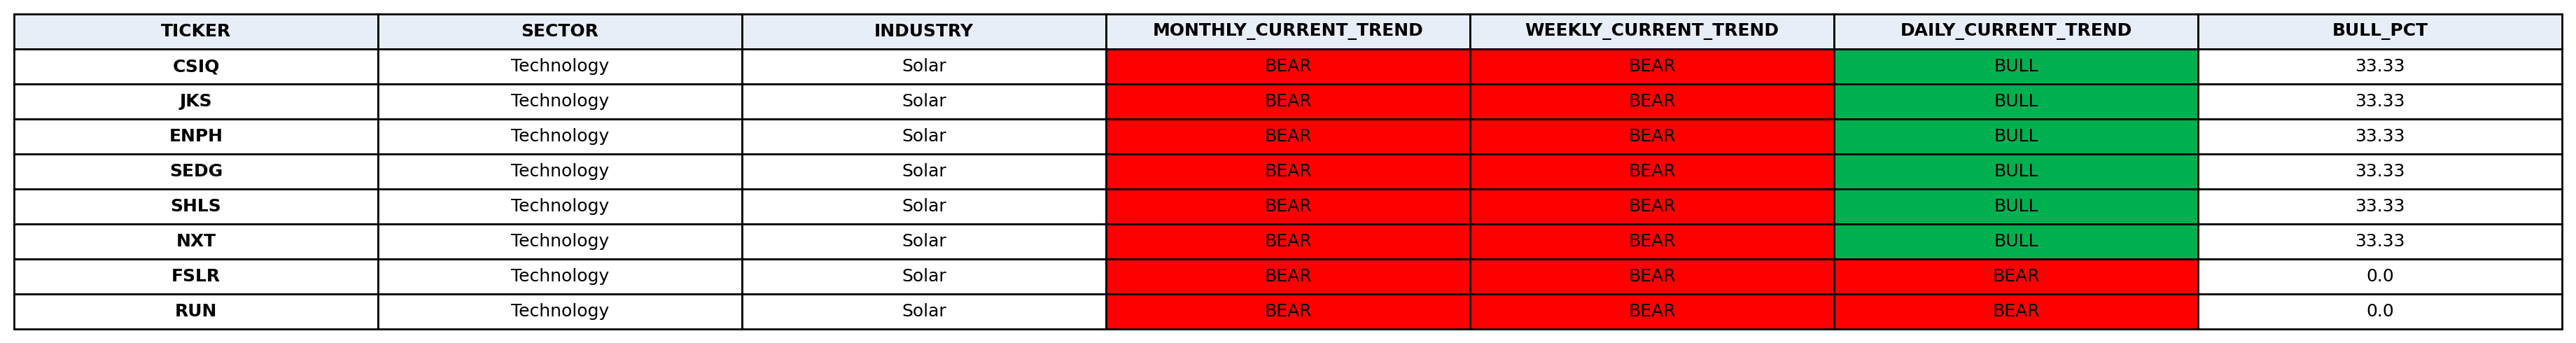 TICKER SECTOR INDUSTRY MONTHLY_CURRENT_TREND WEEKLY_CURRENT_TREND DAILY_CURRENT_TREND BULL_PCT
CSIQ Technology Solar BEAR BEAR BULL 33.33
JKS Technology Solar BEAR BEAR BULL 33.33
ENPH Technology Solar BEAR BEAR BULL 33.33
SEDG Technology Solar BEAR BEAR BULL 33.33
SHLS Technology Solar BEAR BEAR BULL 33.33
NXT Technology Solar BEAR BEAR BULL 33.33
FSLR Technology Solar BEAR BEAR BEAR 0.0
RUN Technology Solar BEAR BEAR BEAR 0.0